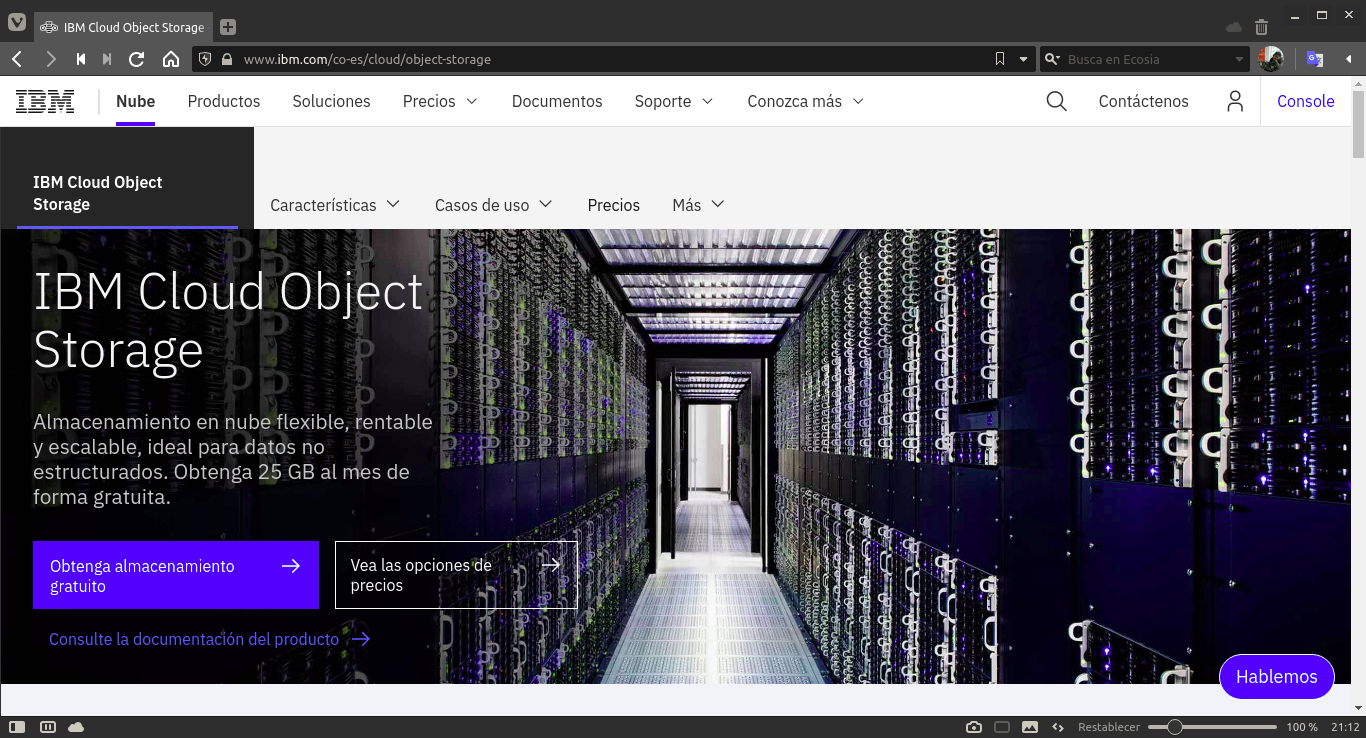 IBM Cloud Object Storage
www.ibm.com/co-es/cloud/object-storage
Busca en Ecosia
IBM
Nube
Productos
Soluciones
Precios
Documentos
Soporte
Conozca más
Contáctenos
Console
IBM Cloud Object
Storage
Características
Casos de uso
Precios
Más
IBM Cloud Object
Storage
Almacenamiento en nube flexible, rentable
y escalable, ideal para datos no
estructurados. Obtenga 25 GB al mes de
forma gratuita.
Obtenga almacenamiento
gratuito
Vea las opciones de
precios
Consulte la documentación del producto
Hablemos
Restablecer
100 %
21:12